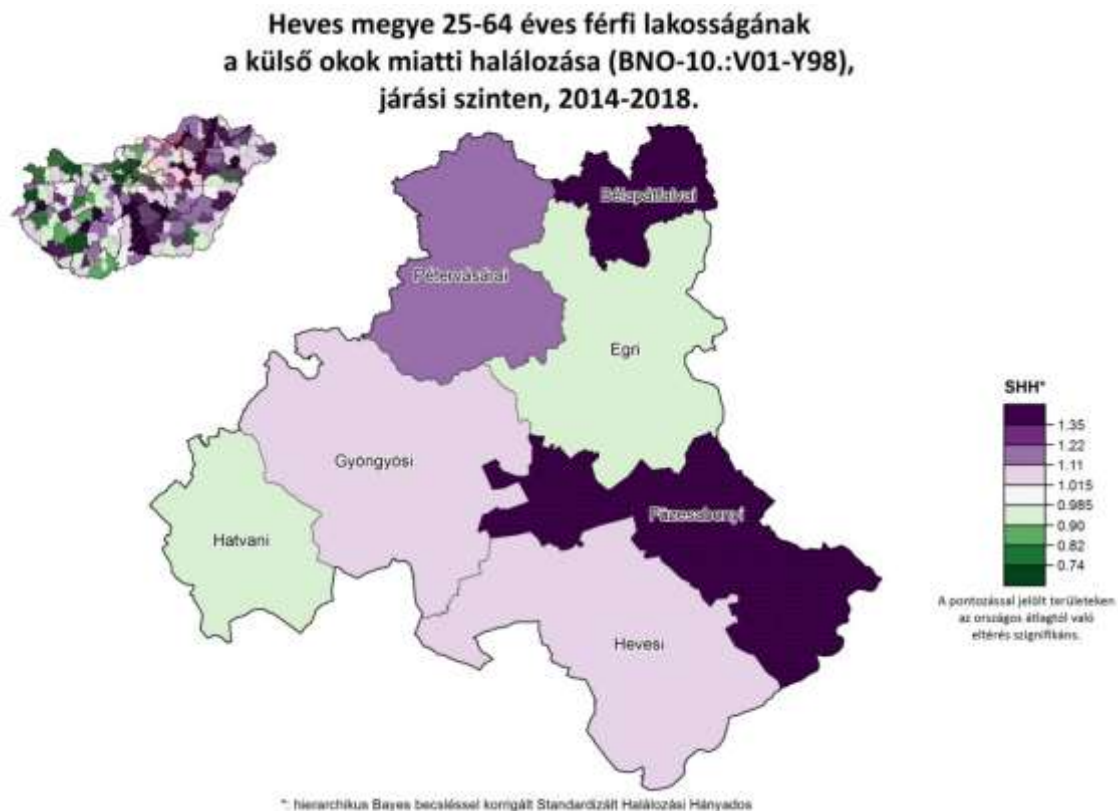 Heves megye 25-64 éves férfi lakosságának
a külső okok miatti halálozása (BNO-10.:V01-Y98),
járási szinten, 2014-2018.
Bélapátfalvai
Pétervásárai
Egri
Gyöngyösi
Hatvani
Füzesabonyi
Hevesi
SHH*
1.35
1.22
1.11
1.015
0.985
0.90
0.82
0.74
A pontozással jelölt területeken
az országos átlagtól való
eltérés szignifikáns.
*: hierarchikus Bayes becsléssel korrigált Standardizált Halálozási Hányados